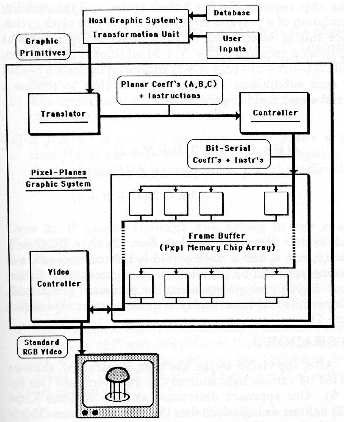 Host Graphic System's
Transformation Unit
Database
User
Inputs
Graphic
Primitives
Planar Coeff's (A,B,C)
+ Instructions
Translator
Controller
Bit-Serial
Coeff's + Instr's
Pixel-Planes
Graphic System
Frame Buffer
(Pxpl Memory Chip Array)
Video
Controller
Standard
RGB Video